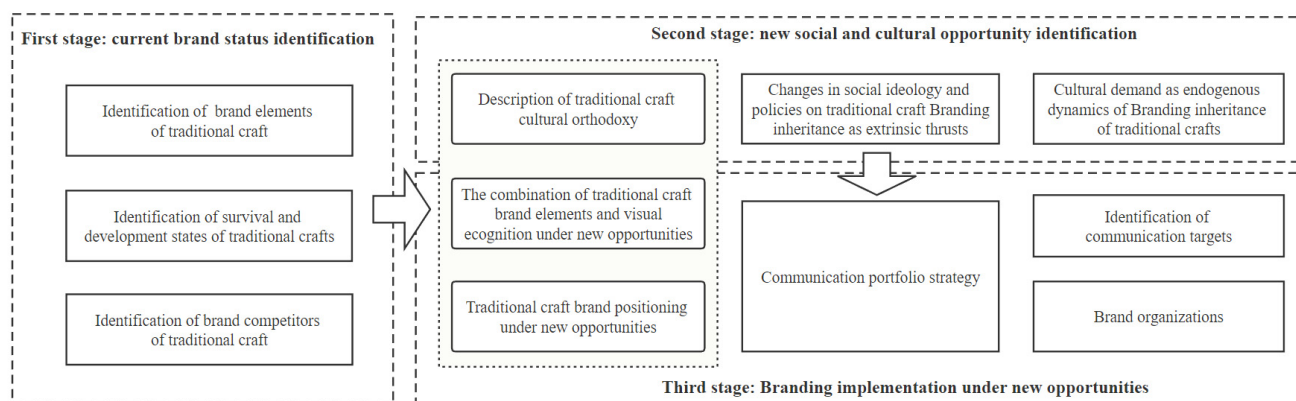 First stage: current brand status identification
Identification of brand elements
of traditional craft
Identification of survival and
development states of traditional crafts
Identification of brand competitors
of traditional craft
Second stage: new social and cultural opportunity identification
Description of traditional craft
cultural orthodoxy
Changes in social ideology and
policies on traditional craft Branding
inheritance as extrinsic thrusts
Cultural demand as endogenous
dynamics of Branding inheritance
of traditional crafts
The combination of traditional craft
brand elements and visual
ecognition under new opportunities
Traditional craft brand positioning
under new opportunities
Communication portfolio strategy
Identification of
communication targets
Brand organizations
Third stage: Branding implementation under new opportunities